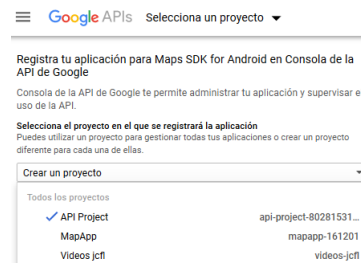 Google APIs Selecciona un proyecto
Registra tu aplicación para Maps SDK for Android en Consola de la
API de Google
Consola de la API de Google te permite administrar tu aplicación y supervisar e
uso de la API.
Selecciona el proyecto en el que se registrará la aplicación
Puedes utilizar un proyecto para gestionar todas tus aplicaciones o crear un proyecto
diferente para cada una de ellas.
Crear un proyecto
Todos los proyectos
API Project api-project-80281531...
MapApp mapapp-161201
Videos jcfl videos-jcfl